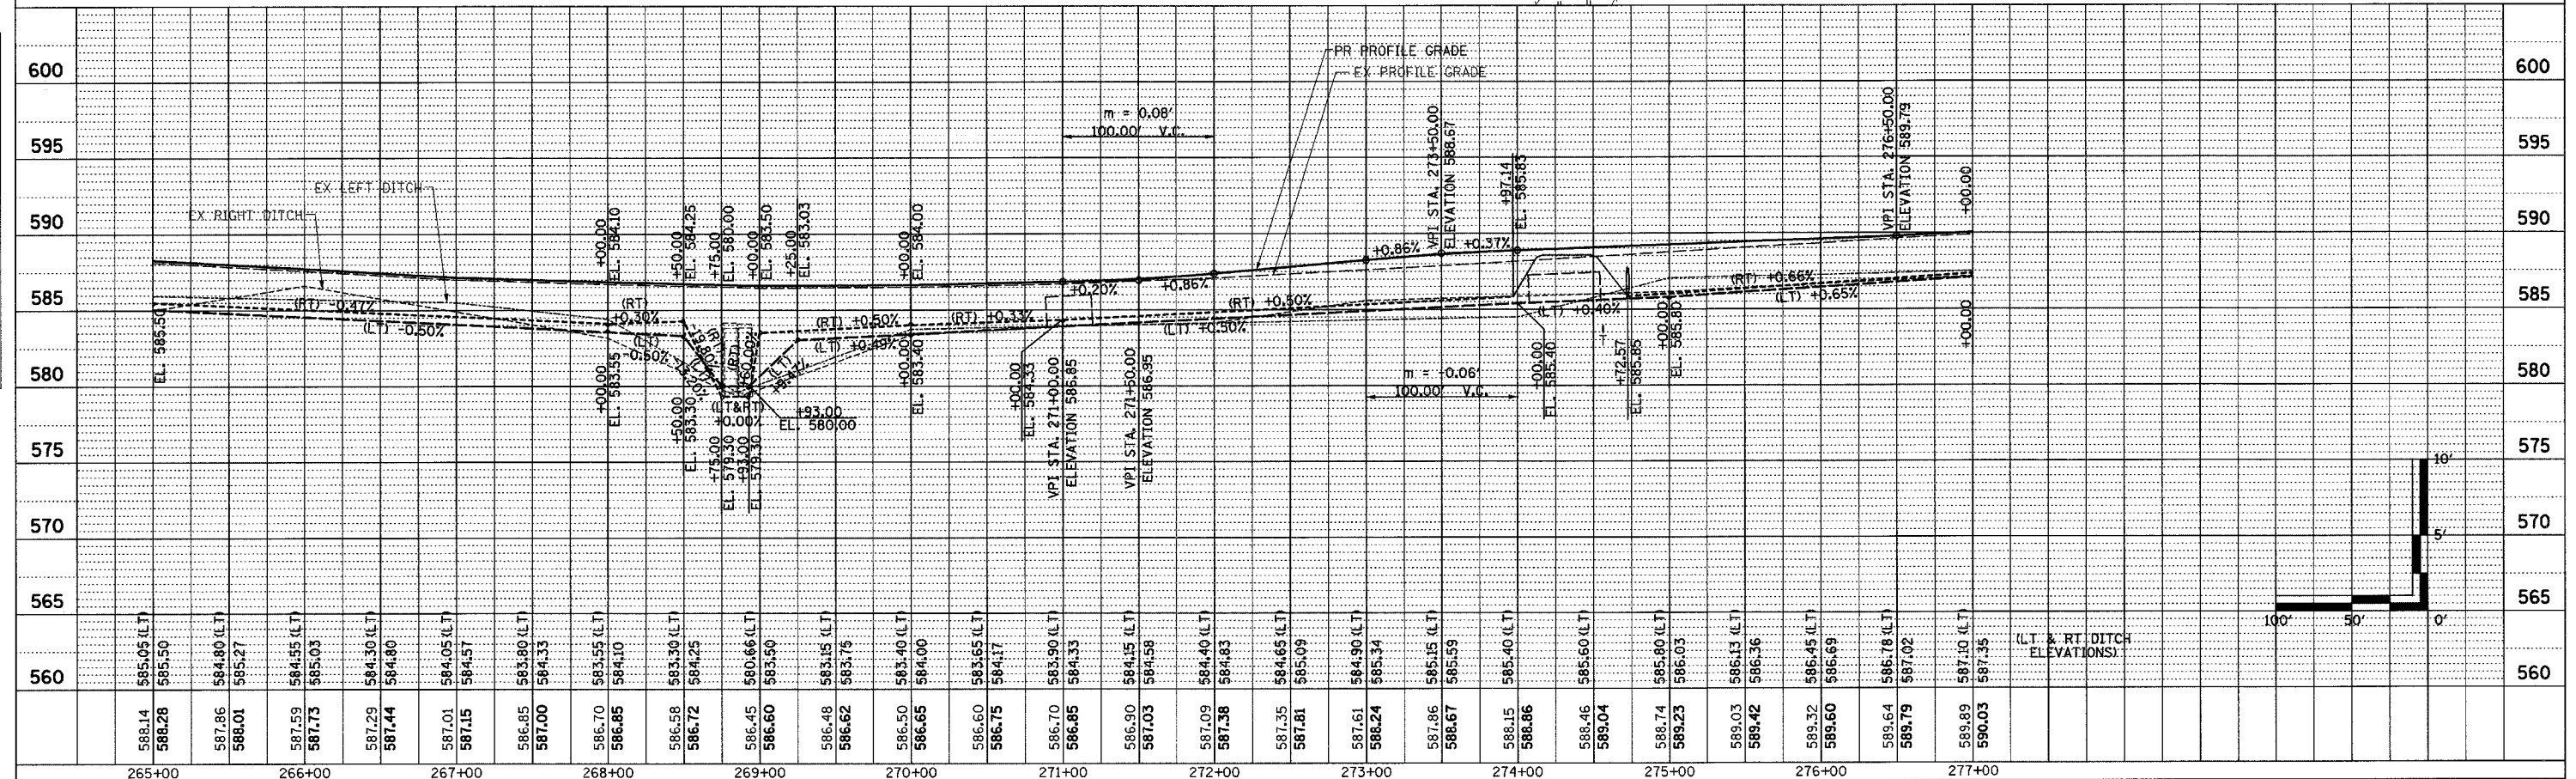 600
595
590
585
580
575
570
565
560
600
595
590
585
580
575
570
565
560
PR PROFILE GRADE
EX PROFILE GRADE
m = 0.08'
100.00' V.C.
EX LEFT DITCH
EX RIGHT DITCH
+00.00
EL. 584.10
+50.00
EL. 584.25
+75.00
EL. 580.00
+00.00
EL. 583.50
+25.00
EL. 583.03
+00.00
EL. 584.00
VPI STA. 273+50.00
ELEVATION 588.67
+97.14
EL. 585.83
VPI STA. 276+50.00
ELEVATION 589.79
+00.00
+0.86%
+0.37%
+0.20%
+0.86%
(RT) -0.47%
(LT) -0.50%
(RT)
+0.30%
(LT)
-0.50%
(RT) +0.50%
(LT) +0.49%
(RT) +0.33%
(RT) +0.50%
(LT) +0.50%
(LT) +0.40%
(RT) +0.66%
(LT) +0.65%
(LT)
(LT&RT)
+0.00%
+93.00
EL. 580.00
EL. 585.50
+00.00
EL. 583.55
+50.00
EL. 583.30
+75.00
EL. 579.30
+93.00
EL. 579.30
+00.00
EL. 583.40
+00.00
EL. 584.33
VPI STA. 271+00.00
ELEVATION 586.85
VPI STA. 271+50.00
ELEVATION 586.95
m = -0.06'
100.00' V.C.
+00.00
EL. 585.40
+72.57
EL. 585.85
+00.00
EL. 585.80
+00.00
10'
5'
0'
100'
50'
(LT & RT DITCH
ELEVATIONS)
585.05 (LT)
585.50
584.80 (LT)
585.27
584.55 (LT)
585.03
584.30 (LT)
584.80
584.05 (LT)
584.57
583.80 (LT)
584.33
583.55 (LT)
584.10
583.30 (LT)
584.25
580.66 (LT)
583.50
583.15 (LT)
583.75
583.40 (LT)
584.00
583.65 (LT)
584.17
583.90 (LT)
584.33
584.15 (LT)
584.58
584.40 (LT)
584.83
584.65 (LT)
585.09
584.90 (LT)
585.34
585.15 (LT)
585.59
585.40 (LT)
585.60 (LT)
585.80 (LT)
586.03
586.13 (LT)
586.36
586.45 (LT)
586.69
586.78 (LT)
587.02
587.10 (LT)
587.35
588.14
588.28
587.86
588.01
587.59
587.73
587.29
587.44
587.01
587.15
586.85
587.00
586.70
586.85
586.58
586.72
586.45
586.60
586.48
586.62
586.50
586.65
586.60
586.75
586.70
586.85
586.90
587.03
587.09
587.38
587.35
587.81
587.61
588.24
587.86
588.67
588.15
588.86
588.46
589.04
588.74
589.23
589.03
589.42
589.32
589.60
589.64
589.79
589.89
590.03
265+00
266+00
267+00
268+00
269+00
270+00
271+00
272+00
273+00
274+00
275+00
276+00
277+00